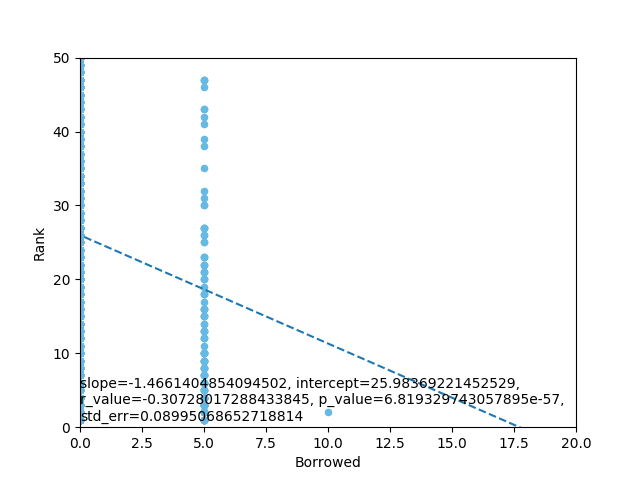 50
40
30
20
10
0
Rank
slope=-1.4661404854094502, intercept=25.98369221452529,
r_value=-0.30728017288433845, p_value=6.819329743057895e-57,
std_err=0.08995068652718814
0.0 2.5 5.0 7.5 10.0 12.5 15.0 17.5 20.0
Borrowed